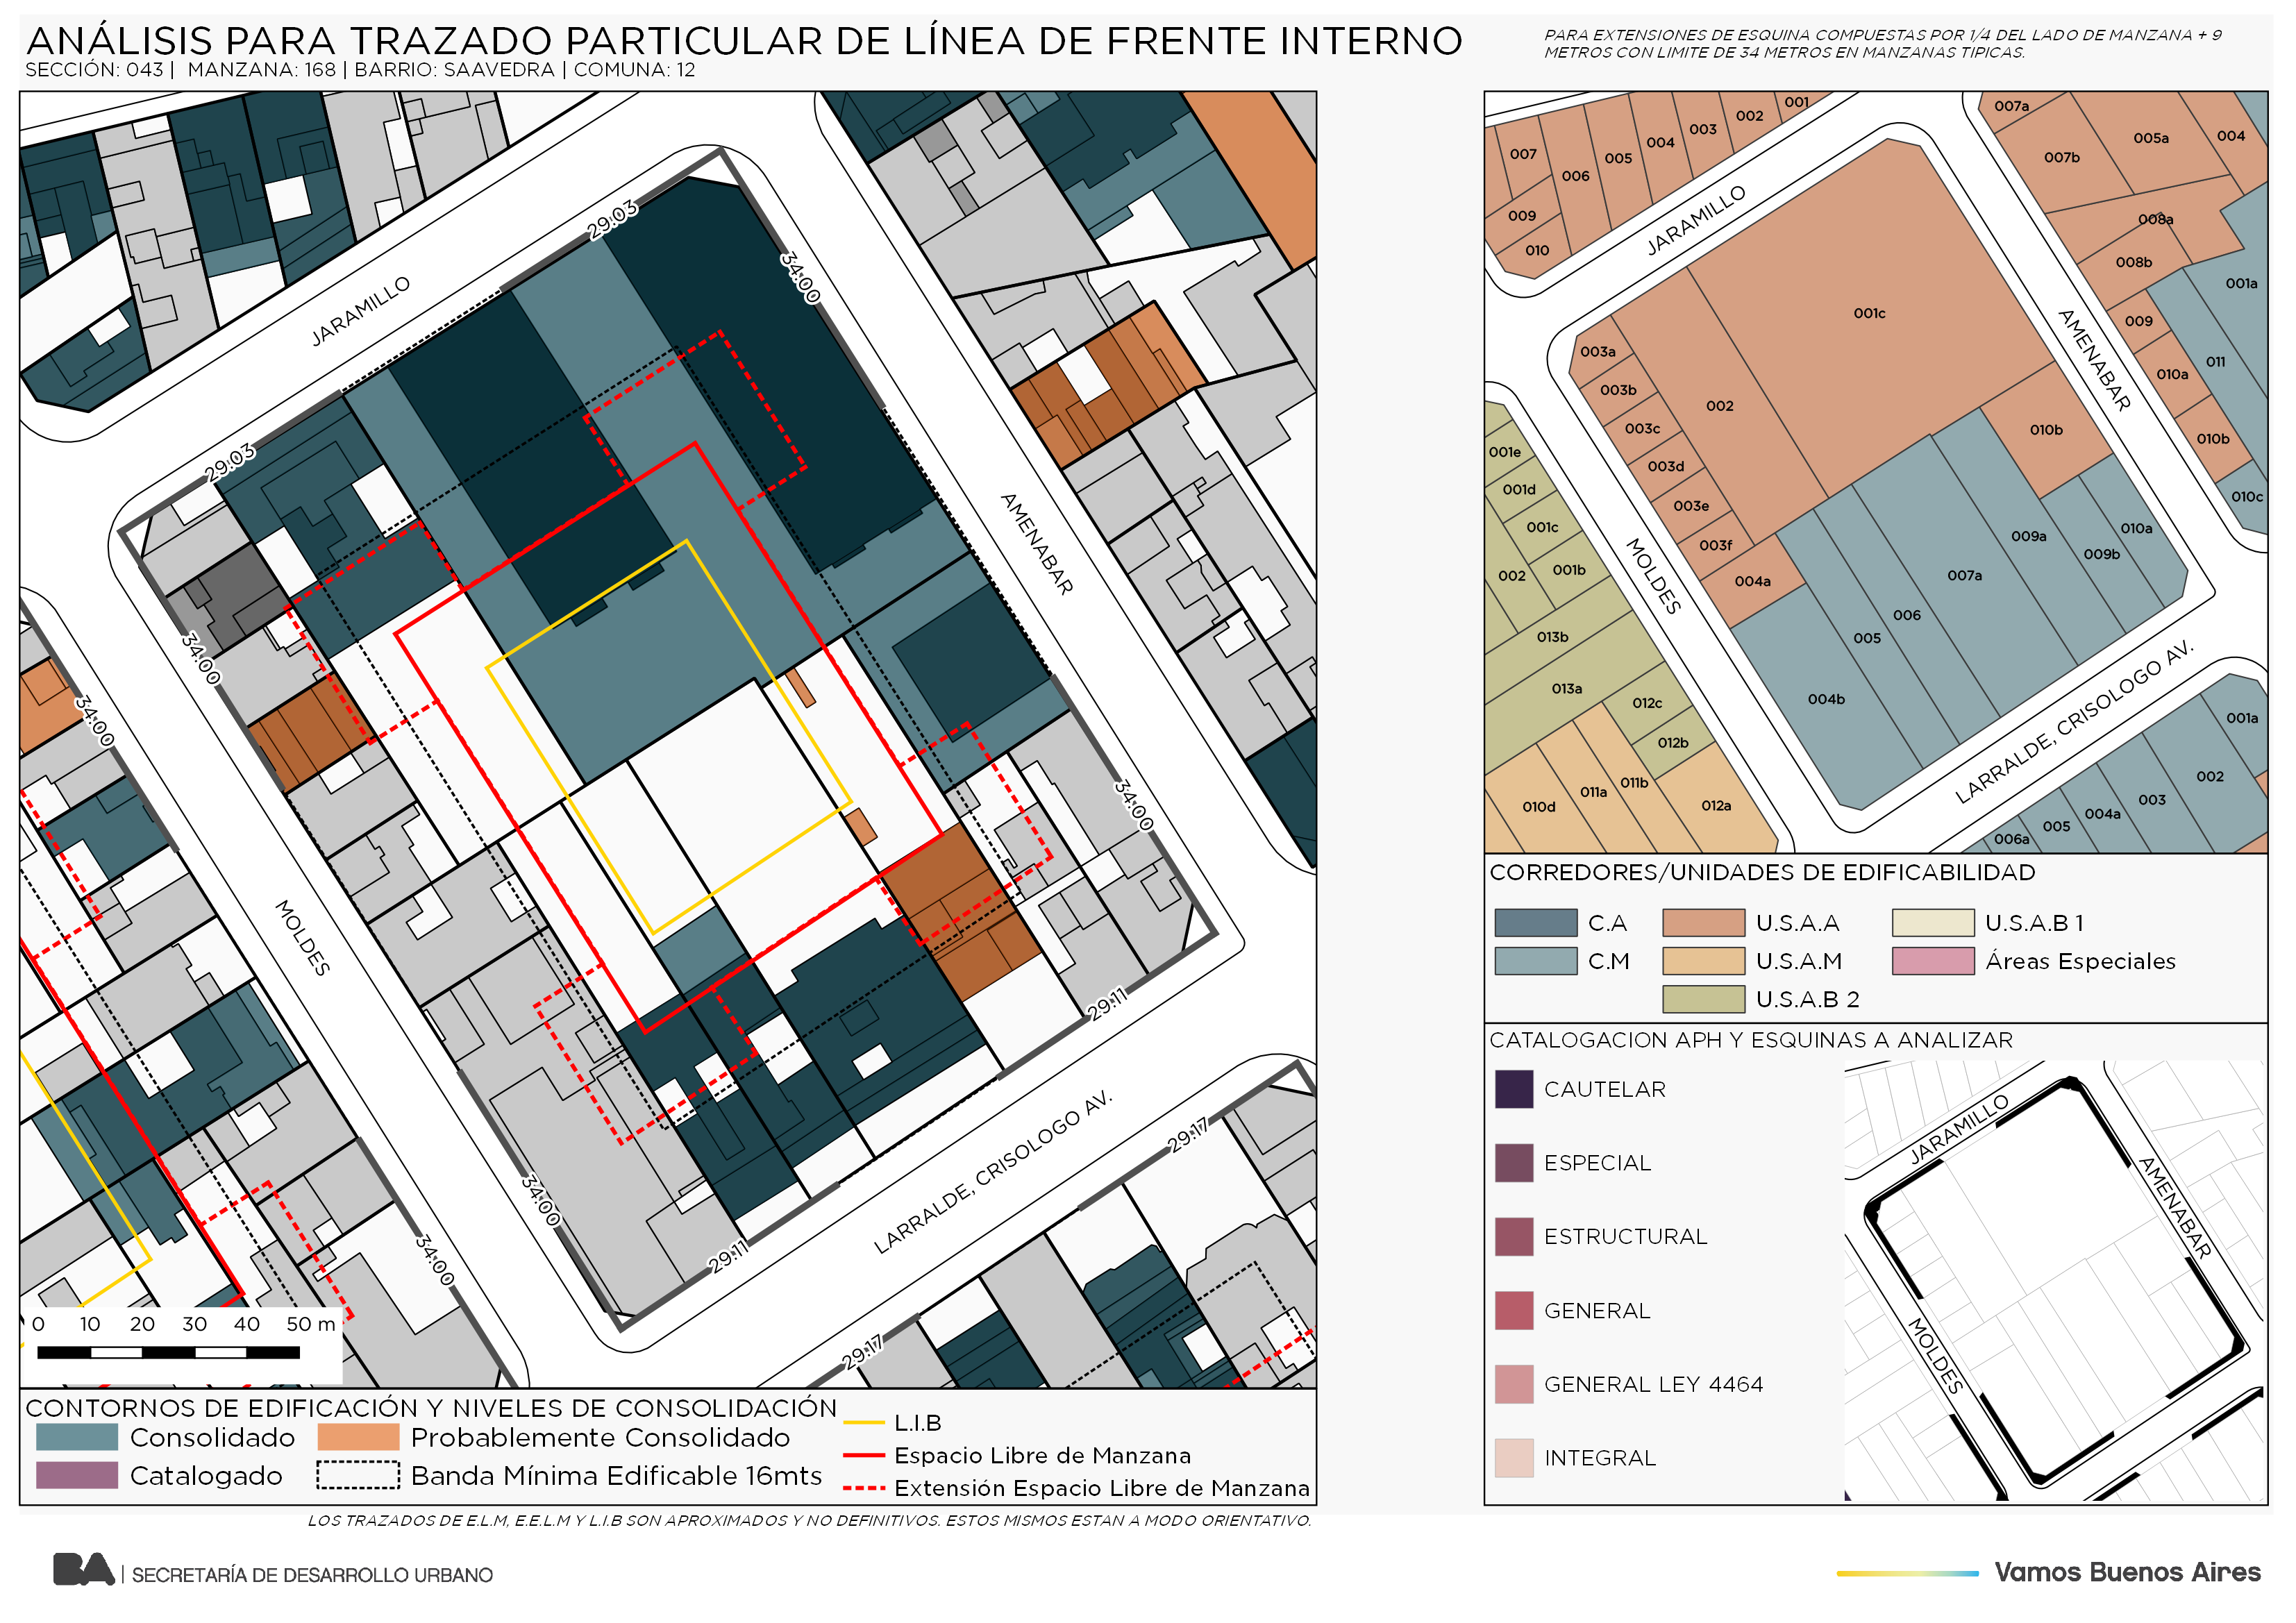 ANÁLISIS PARA TRAZADO PARTICULAR DE LÍNEA DE FRENTE INTERNO
SECCIÓN: 043 | MANZANA: 168 | BARRIO: SAAVEDRA | COMUNA: 12
PARA EXTENSIONES DE ESQUINA COMPUESTAS POR 1/4 DEL LADO DE MANZANA + 9
METROS CON LIMITE DE 34 METROS EN MANZANAS TIPICAS.
29.03
JARAMILLO
34.00
29.03
34.00
34.00
AMENABAR
34.00
MOLDES
29.11
34.00
29.11
LARRALDE, CRISOLOGO AV.
29.17
34.00
29.17
0 10 20 30 40 50 m
CONTORNOS DE EDIFICACIÓN Y NIVELES DE CONSOLIDACIÓN
Consolidado
Probablemente Consolidado
Catalogado
Banda Mínima Edificable 16mts
L.I.B
Espacio Libre de Manzana
Extensión Espacio Libre de Manzana
LOS TRAZADOS DE E.L.M, E.E.L.M Y L.I.B SON APROXIMADOS Y NO DEFINITIVOS. ESTOS MISMOS ESTAN A MODO ORIENTATIVO.
007
006
005
004
003
002
001
009
010
007a
007b
005a
004
008a
008b
001a
009
011
010a
010b
010c
JARAMILLO
AMENABAR
MOLDES
LARRALDE, CRISOLOGO AV.
001c
002
003a
003b
003c
003d
003e
003f
004a
004b
005
006
007a
009a
009b
010a
010b
001e
001d
001c
001b
002
013b
013a
012c
012b
012a
011b
011a
010d
001a
002
003
004a
005
006a
CORREDORES/UNIDADES DE EDIFICABILIDAD
C.A
U.S.A.A
U.S.A.B 1
C.M
U.S.A.M
Áreas Especiales
U.S.A.B 2
CATALOGACION APH Y ESQUINAS A ANALIZAR
CAUTELAR
ESPECIAL
ESTRUCTURAL
GENERAL
GENERAL LEY 4464
INTEGRAL
JARAMILLO
AMENABAR
MOLDES
BA | SECRETARÍA DE DESARROLLO URBANO
Vamos Buenos Aires